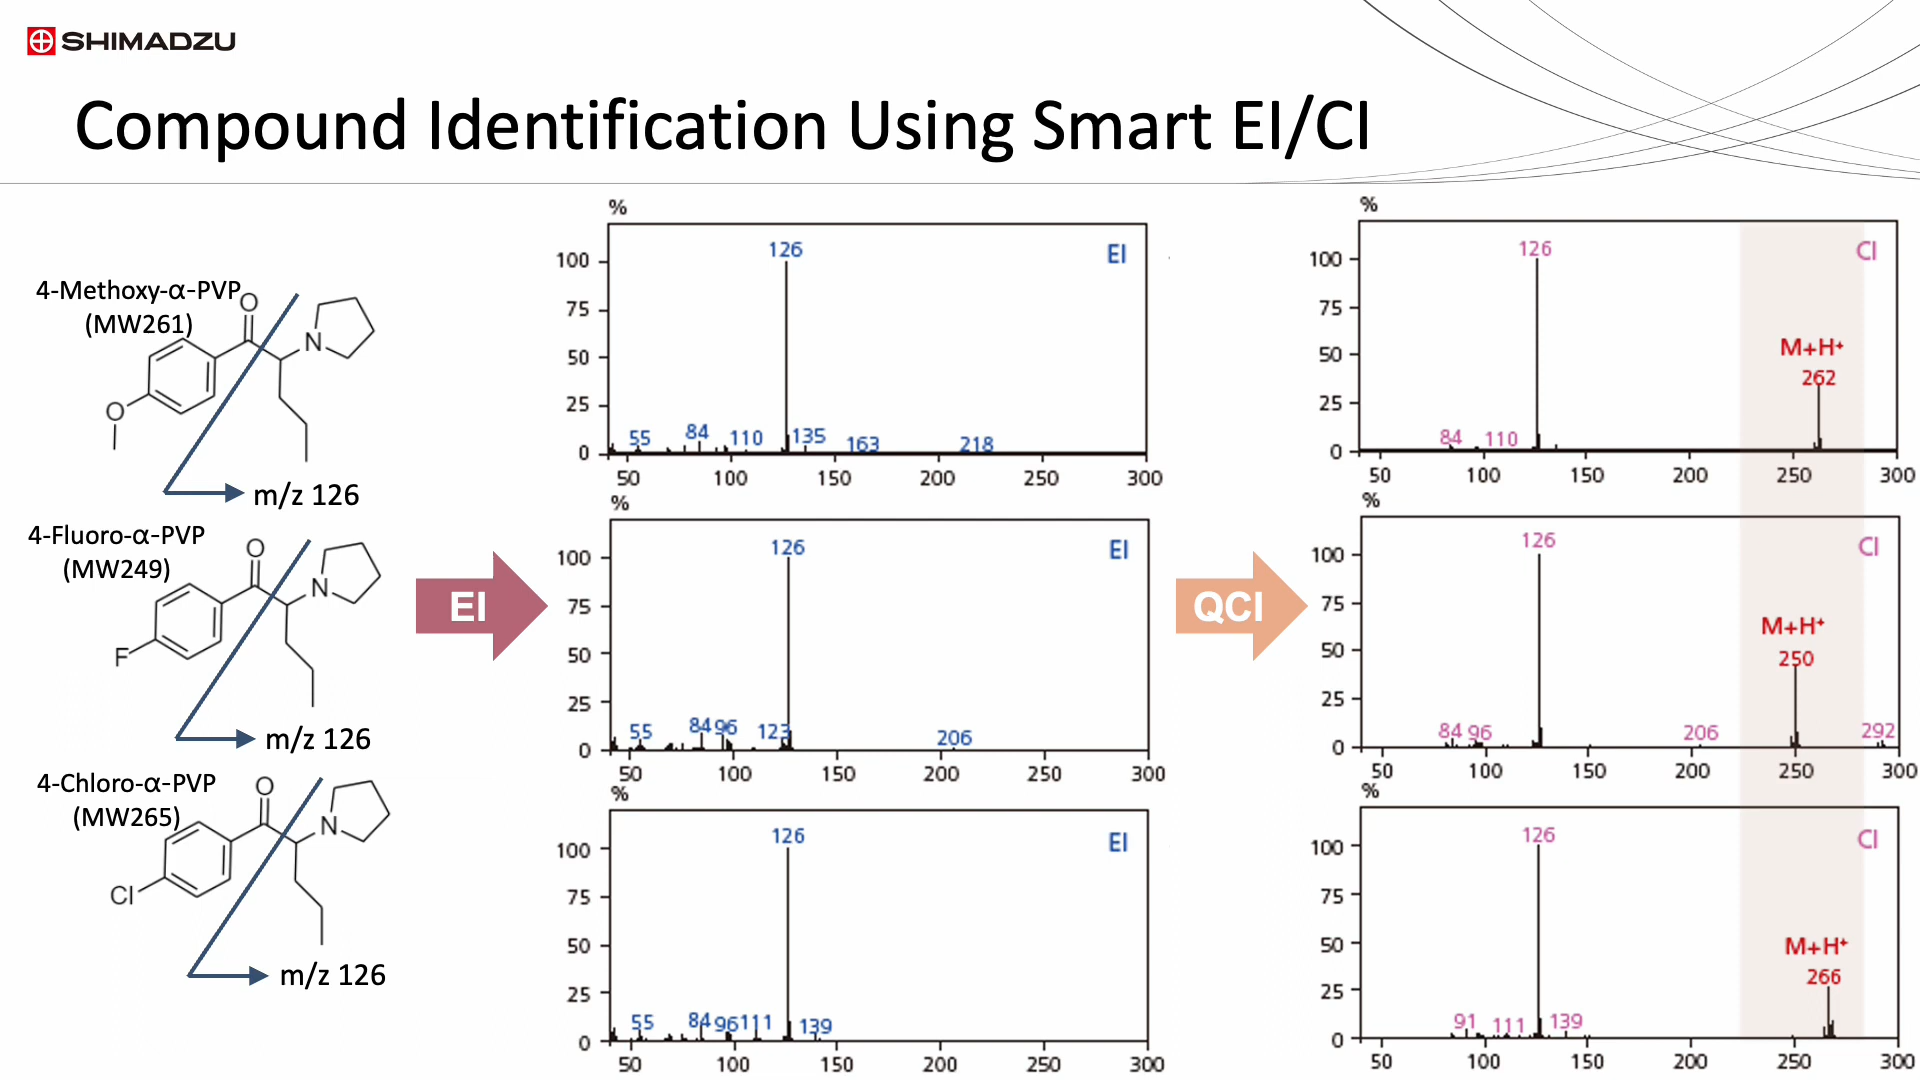 SHIMADZU
Compound Identification Using Smart EI/CI
4-Methoxy-α-PVP
(MW261)
O
N
O
m/z 126
4-Fluoro-α-PVP
(MW249)
O
N
F
m/z 126
4-Chloro-α-PVP
(MW265)
O
N
Cl
m/z 126
EI
%
EI
126
100
75
50
25
0
55
84
110
135
163
218
50 100 150 200 250 300
%
EI
126
100
75
50
25
0
55
84
96
123
206
50 100 150 200 250 300
%
EI
126
100
75
50
25
0
55
84
96
111
139
50 100 150 200 250 300
QCI
%
CI
126
100
75
50
25
0
M+H+
262
84
110
50 100 150 200 250 300
%
CI
126
100
75
50
25
0
M+H+
250
84
96
206
292
50 100 150 200 250 300
%
CI
126
100
75
50
25
0
M+H+
266
91
111
139
50 100 150 200 250 300